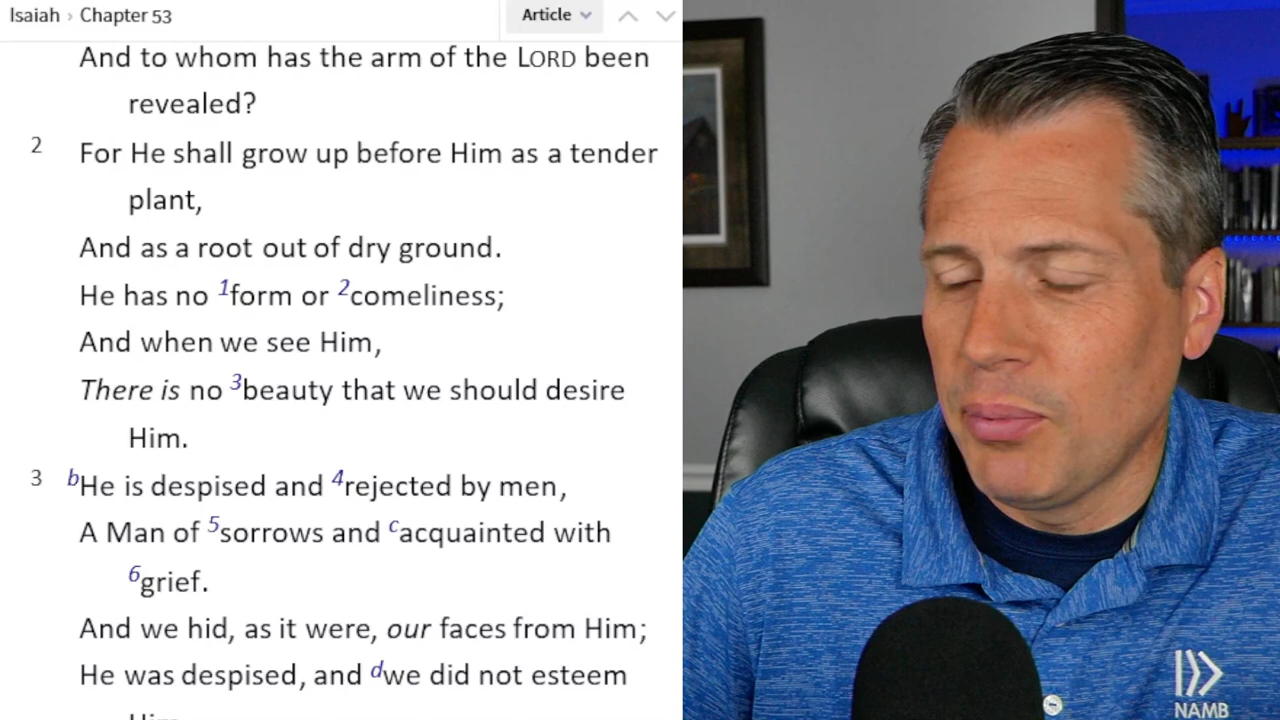 Isaiah › Chapter 53
Article
And to whom has the arm of the LORD been
revealed?
2 For He shall grow up before Him as a tender
plant,
And as a root out of dry ground.
He has no 1form or 2comeliness;
And when we see Him,
There is no 3beauty that we should desire
Him.
3 bHe is despised and 4rejected by men,
A Man of 5sorrows and cacquainted with
6grief.
And we hid, as it were, our faces from Him;
He was despised, and dwe did not esteem
Him
NAMB